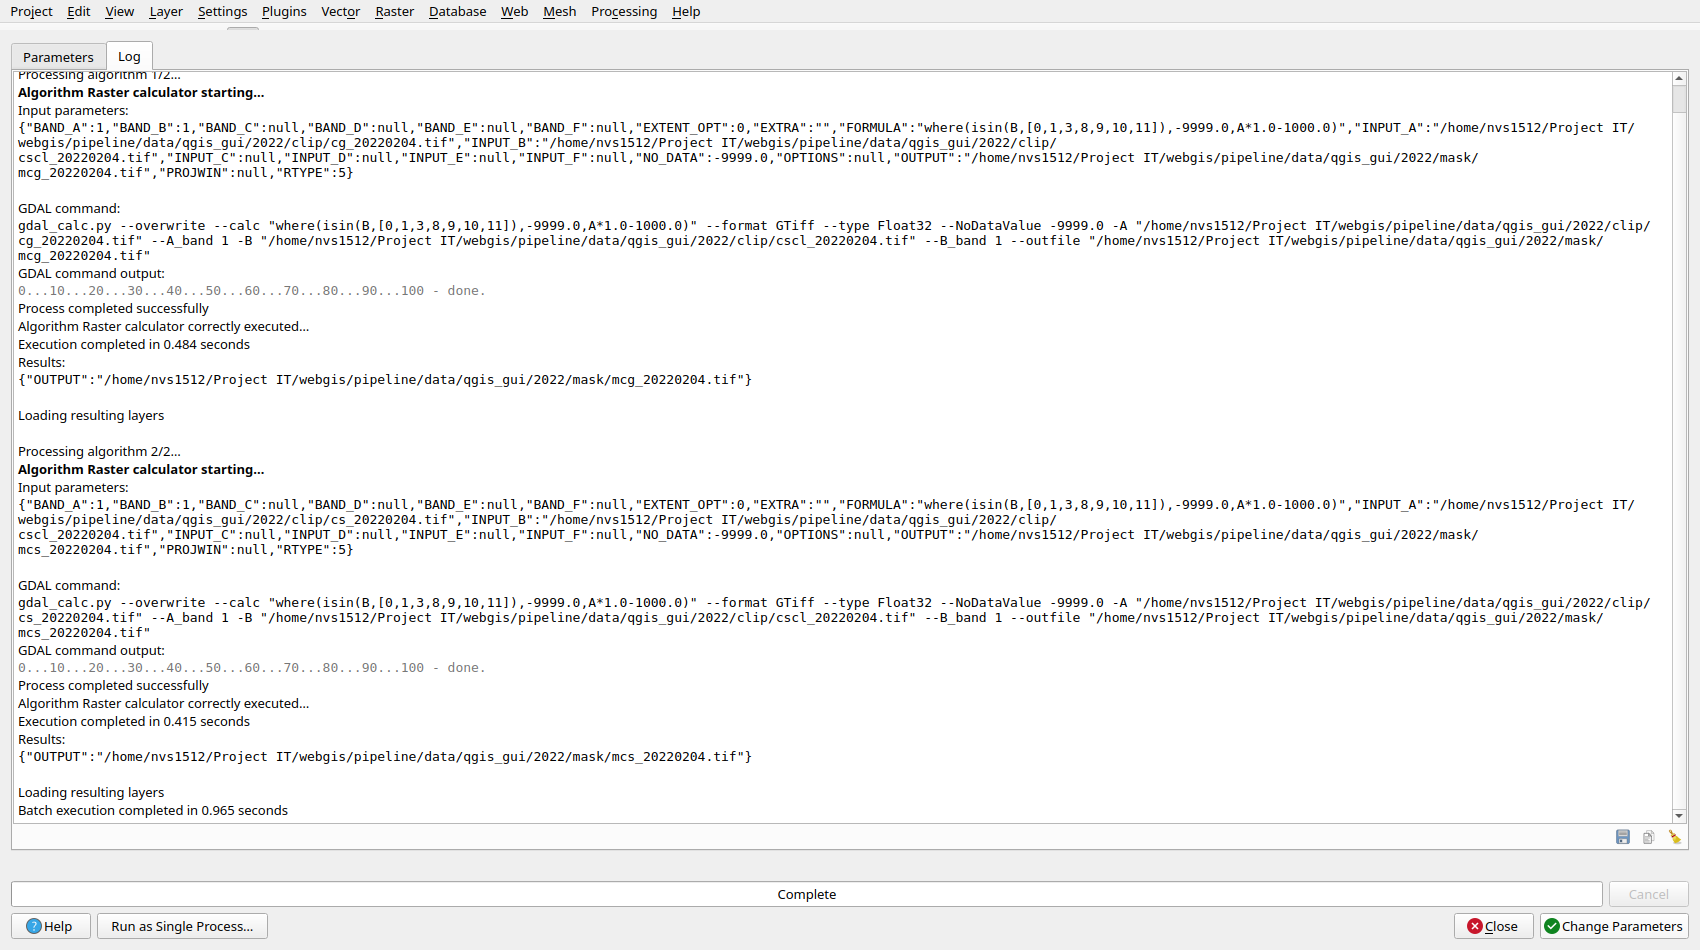 Project Edit View Layer Settings Plugins Vector Raster Database Web Mesh Processing Help
Parameters Log
Processing algorithm 1/2...
Algorithm Raster calculator starting...
Input parameters:
{"BAND_A":1,"BAND_B":1,"BAND_C":null,"BAND_D":null,"BAND_E":null,"BAND_F":null,"EXTENT_OPT":0,"EXTRA":"","FORMULA":"where(isin(B,[0,1,3,8,9,10,11]),-9999.0,A*1.0-1000.0)","INPUT_A":"/home/nvs1512/Project IT/
webgis/pipeline/data/qgis_gui/2022/clip/cg_20220204.tif","INPUT_B":"/home/nvs1512/Project IT/webgis/pipeline/data/qgis_gui/2022/clip/
cscl_20220204.tif","INPUT_C":null,"INPUT_D":null,"INPUT_E":null,"INPUT_F":null,"NO_DATA":-9999.0,"OPTIONS":null,"OUTPUT":"/home/nvs1512/Project IT/webgis/pipeline/data/qgis_gui/2022/mask/
mcg_20220204.tif","PROJWIN":null,"RTYPE":5}
GDAL command:
gdal_calc.py --overwrite --calc "where(isin(B,[0,1,3,8,9,10,11]),-9999.0,A*1.0-1000.0)" --format GTiff --type Float32 --NoDataValue -9999.0 -A "/home/nvs1512/Project IT/webgis/pipeline/data/qgis_gui/2022/clip/
cg_20220204.tif" --A_band 1 -B "/home/nvs1512/Project IT/webgis/pipeline/data/qgis_gui/2022/clip/cscl_20220204.tif" --B_band 1 --outfile "/home/nvs1512/Project IT/webgis/pipeline/data/qgis_gui/2022/mask/
mcg_20220204.tif"
GDAL command output:
0...10...20...30...40...50...60...70...80...90...100 - done.
Process completed successfully
Algorithm Raster calculator correctly executed...
Execution completed in 0.484 seconds
Results:
{"OUTPUT":"/home/nvs1512/Project IT/webgis/pipeline/data/qgis_gui/2022/mask/mcg_20220204.tif"}
Loading resulting layers
Processing algorithm 2/2...
Algorithm Raster calculator starting...
Input parameters:
{"BAND_A":1,"BAND_B":1,"BAND_C":null,"BAND_D":null,"BAND_E":null,"BAND_F":null,"EXTENT_OPT":0,"EXTRA":"","FORMULA":"where(isin(B,[0,1,3,8,9,10,11]),-9999.0,A*1.0-1000.0)","INPUT_A":"/home/nvs1512/Project IT/
webgis/pipeline/data/qgis_gui/2022/clip/cs_20220204.tif","INPUT_B":"/home/nvs1512/Project IT/webgis/pipeline/data/qgis_gui/2022/clip/
cscl_20220204.tif","INPUT_C":null,"INPUT_D":null,"INPUT_E":null,"INPUT_F":null,"NO_DATA":-9999.0,"OPTIONS":null,"OUTPUT":"/home/nvs1512/Project IT/webgis/pipeline/data/qgis_gui/2022/mask/
mcs_20220204.tif","PROJWIN":null,"RTYPE":5}
GDAL command:
gdal_calc.py --overwrite --calc "where(isin(B,[0,1,3,8,9,10,11]),-9999.0,A*1.0-1000.0)" --format GTiff --type Float32 --NoDataValue -9999.0 -A "/home/nvs1512/Project IT/webgis/pipeline/data/qgis_gui/2022/clip/
cs_20220204.tif" --A_band 1 -B "/home/nvs1512/Project IT/webgis/pipeline/data/qgis_gui/2022/clip/cscl_20220204.tif" --B_band 1 --outfile "/home/nvs1512/Project IT/webgis/pipeline/data/qgis_gui/2022/mask/
mcs_20220204.tif"
GDAL command output:
0...10...20...30...40...50...60...70...80...90...100 - done.
Process completed successfully
Algorithm Raster calculator correctly executed...
Execution completed in 0.415 seconds
Results:
{"OUTPUT":"/home/nvs1512/Project IT/webgis/pipeline/data/qgis_gui/2022/mask/mcs_20220204.tif"}
Loading resulting layers
Batch execution completed in 0.965 seconds
Complete Cancel
Help Run as Single Process... Close Change Parameters